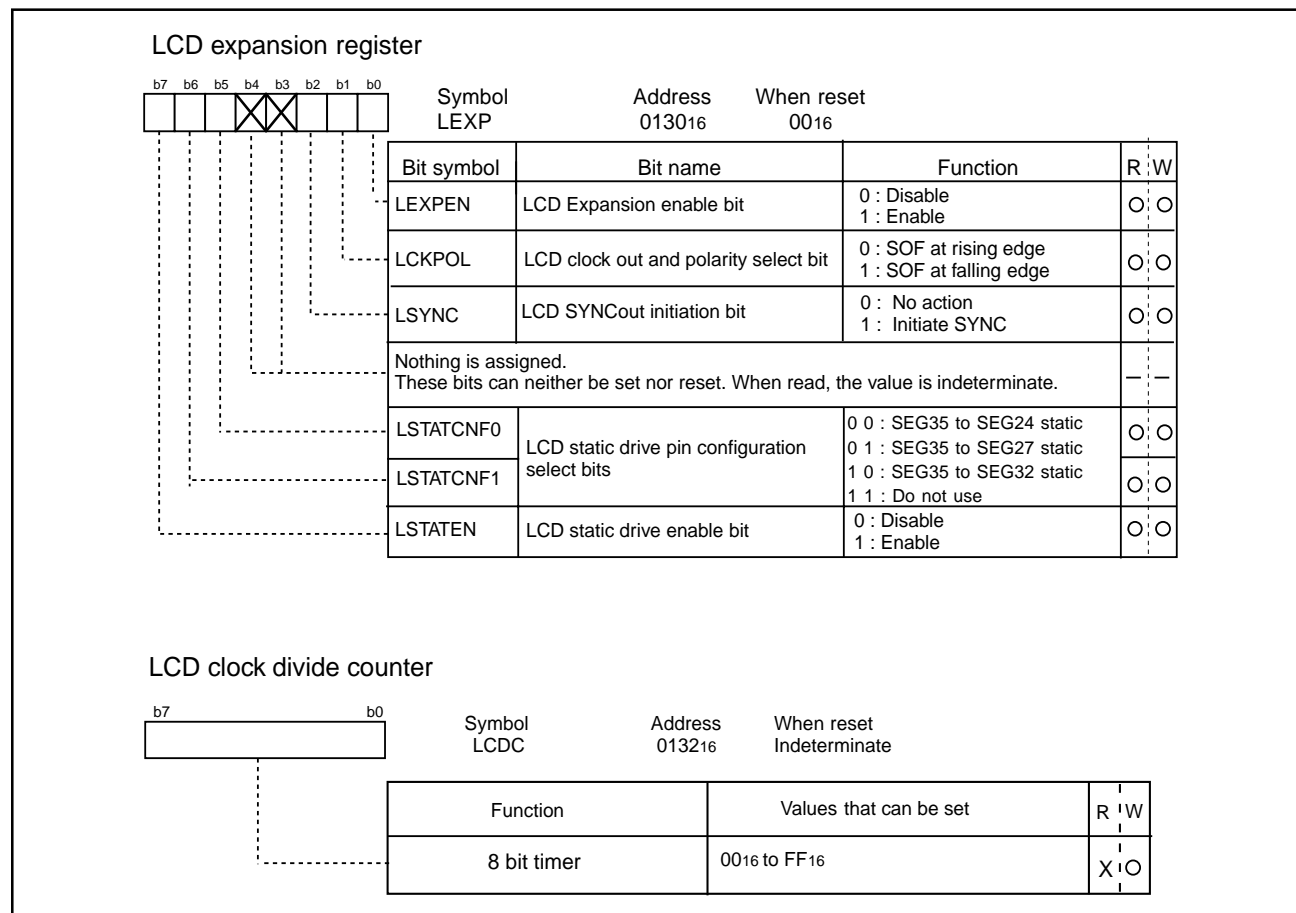 LCD expansion register
b7 b6 b5 b4 b3 b2 b1 b0
Symbol Address When reset
LEXP 013016 0016
Bit symbol Bit name Function R W
LEXPEN LCD Expansion enable bit 0 : Disable O O
1 : Enable
LCKPOL LCD clock out and polarity select bit 0 : SOF at rising edge O O
1 : SOF at falling edge
LSYNC LCD SYNCout initiation bit 0 : No action O O
1 : Initiate SYNC
Nothing is assigned.
These bits can neither be set nor reset. When read, the value is indeterminate. – –
LSTATCNF0 LCD static drive pin configuration select bits 0 0 : SEG35 to SEG24 static O O
0 1 : SEG35 to SEG27 static
LSTATCNF1 1 0 : SEG35 to SEG32 static O O
1 1 : Do not use
LSTATEN LCD static drive enable bit 0 : Disable O O
1 : Enable
LCD clock divide counter
b7 b0
Symbol Address When reset
LCDC 013216 Indeterminate
Function Values that can be set R W
8 bit timer 0016 to FF16 X O